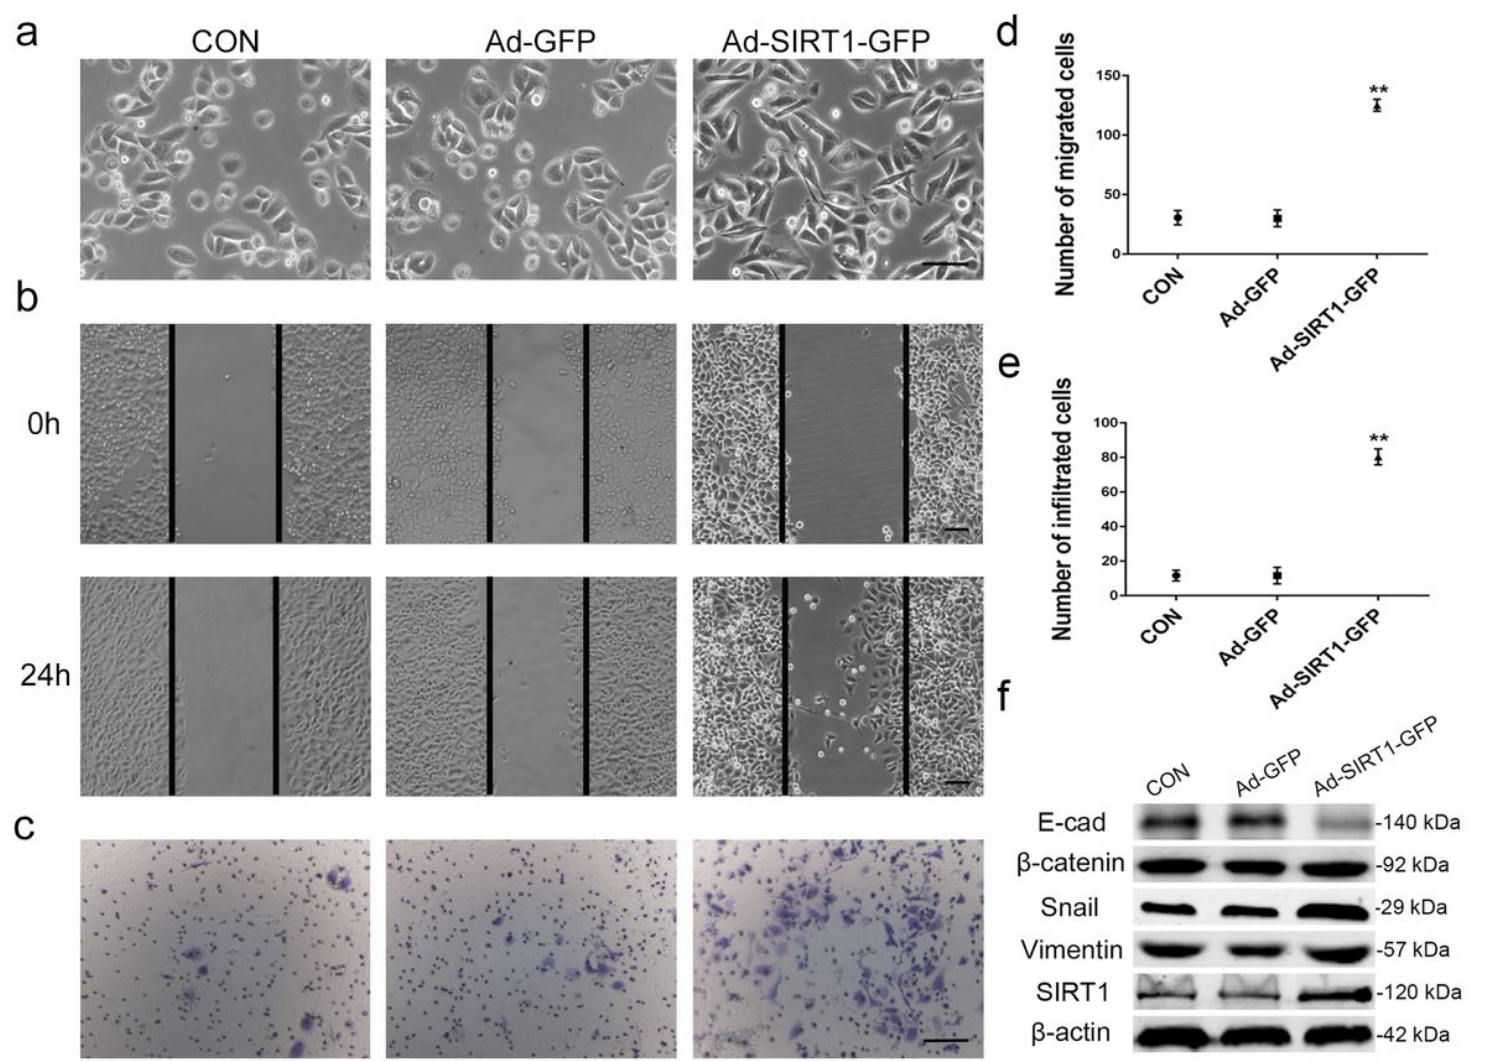 a
CON
Ad-GFP
Ad-SIRT1-GFP
b
0h
24h
c
d
Number of migrated cells
150
100
50
0
**
CON
Ad-GFP
Ad-SIRT1-GFP
e
Number of infiltrated cells
100
80
60
40
20
0
**
CON
Ad-GFP
Ad-SIRT1-GFP
f
CON
Ad-GFP
Ad-SIRT1-GFP
E-cad
-140 kDa
β-catenin
-92 kDa
Snail
-29 kDa
Vimentin
-57 kDa
SIRT1
-120 kDa
β-actin
-42 kDa